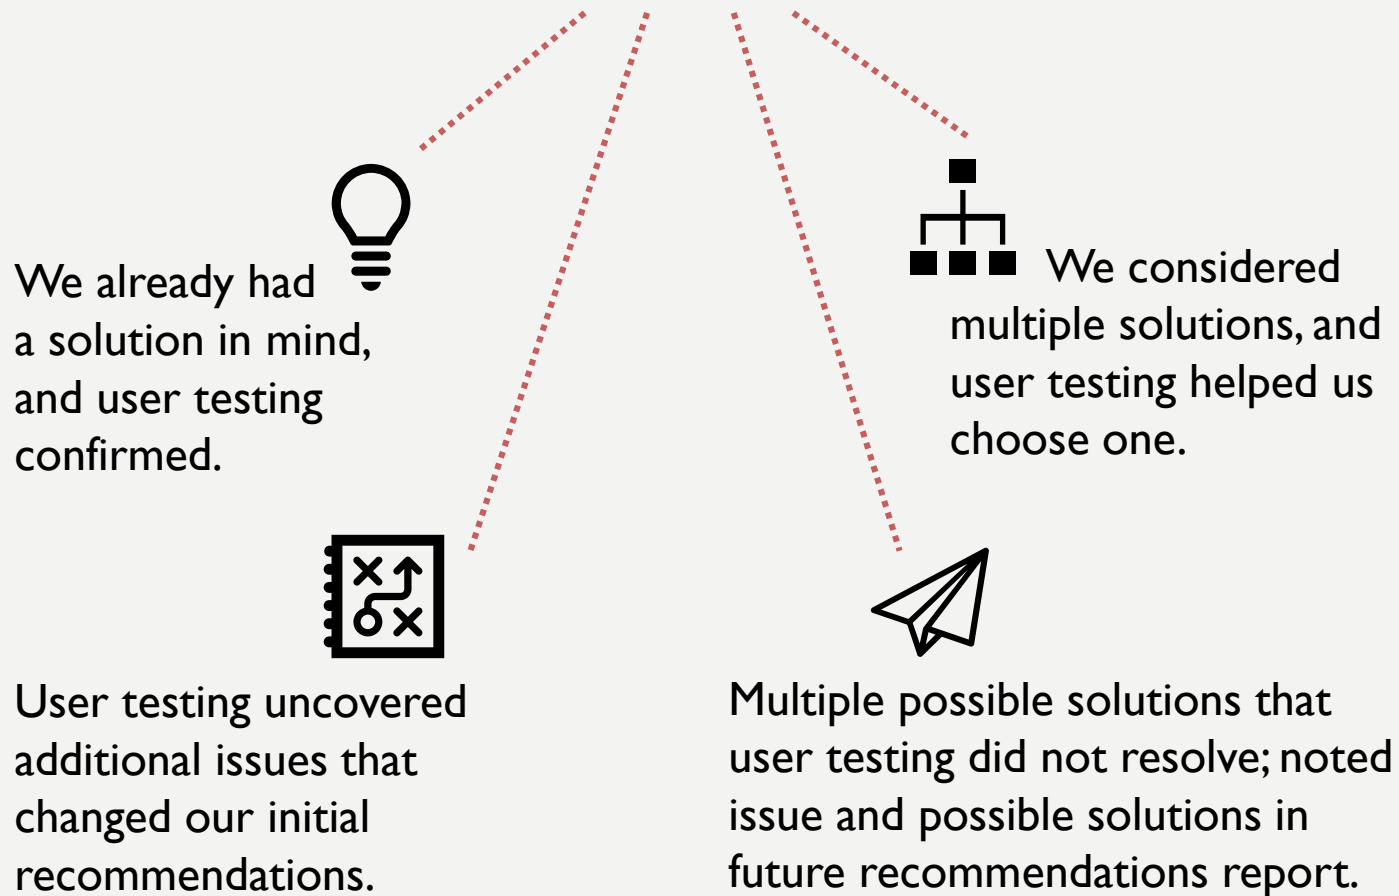 We already had
a solution in mind,
and user testing
confirmed.
We considered
multiple solutions, and
user testing helped us
choose one.
User testing uncovered
additional issues that
changed our initial
recommendations.
Multiple possible solutions that
user testing did not resolve; noted
issue and possible solutions in
future recommendations report.